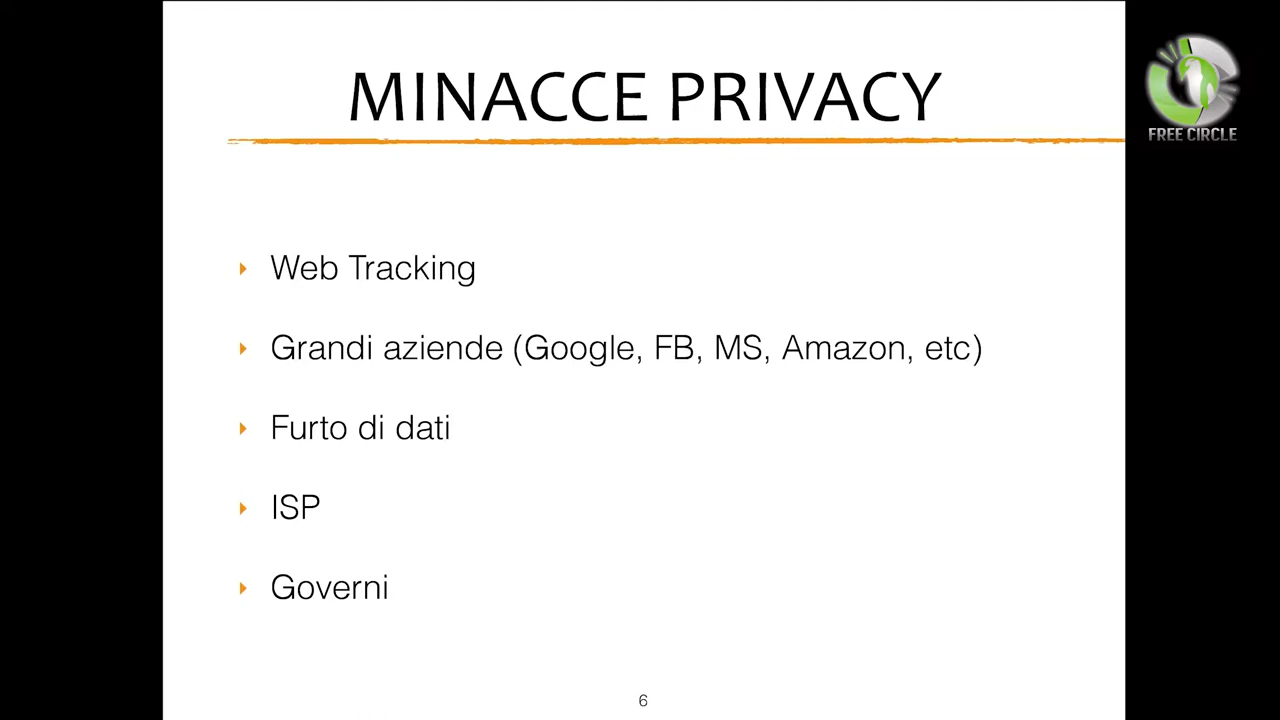 MINACCE PRIVACY
FREE CIRCLE
Web Tracking
Grandi aziende (Google, FB, MS, Amazon, etc)
Furto di dati
ISP
Governi
6